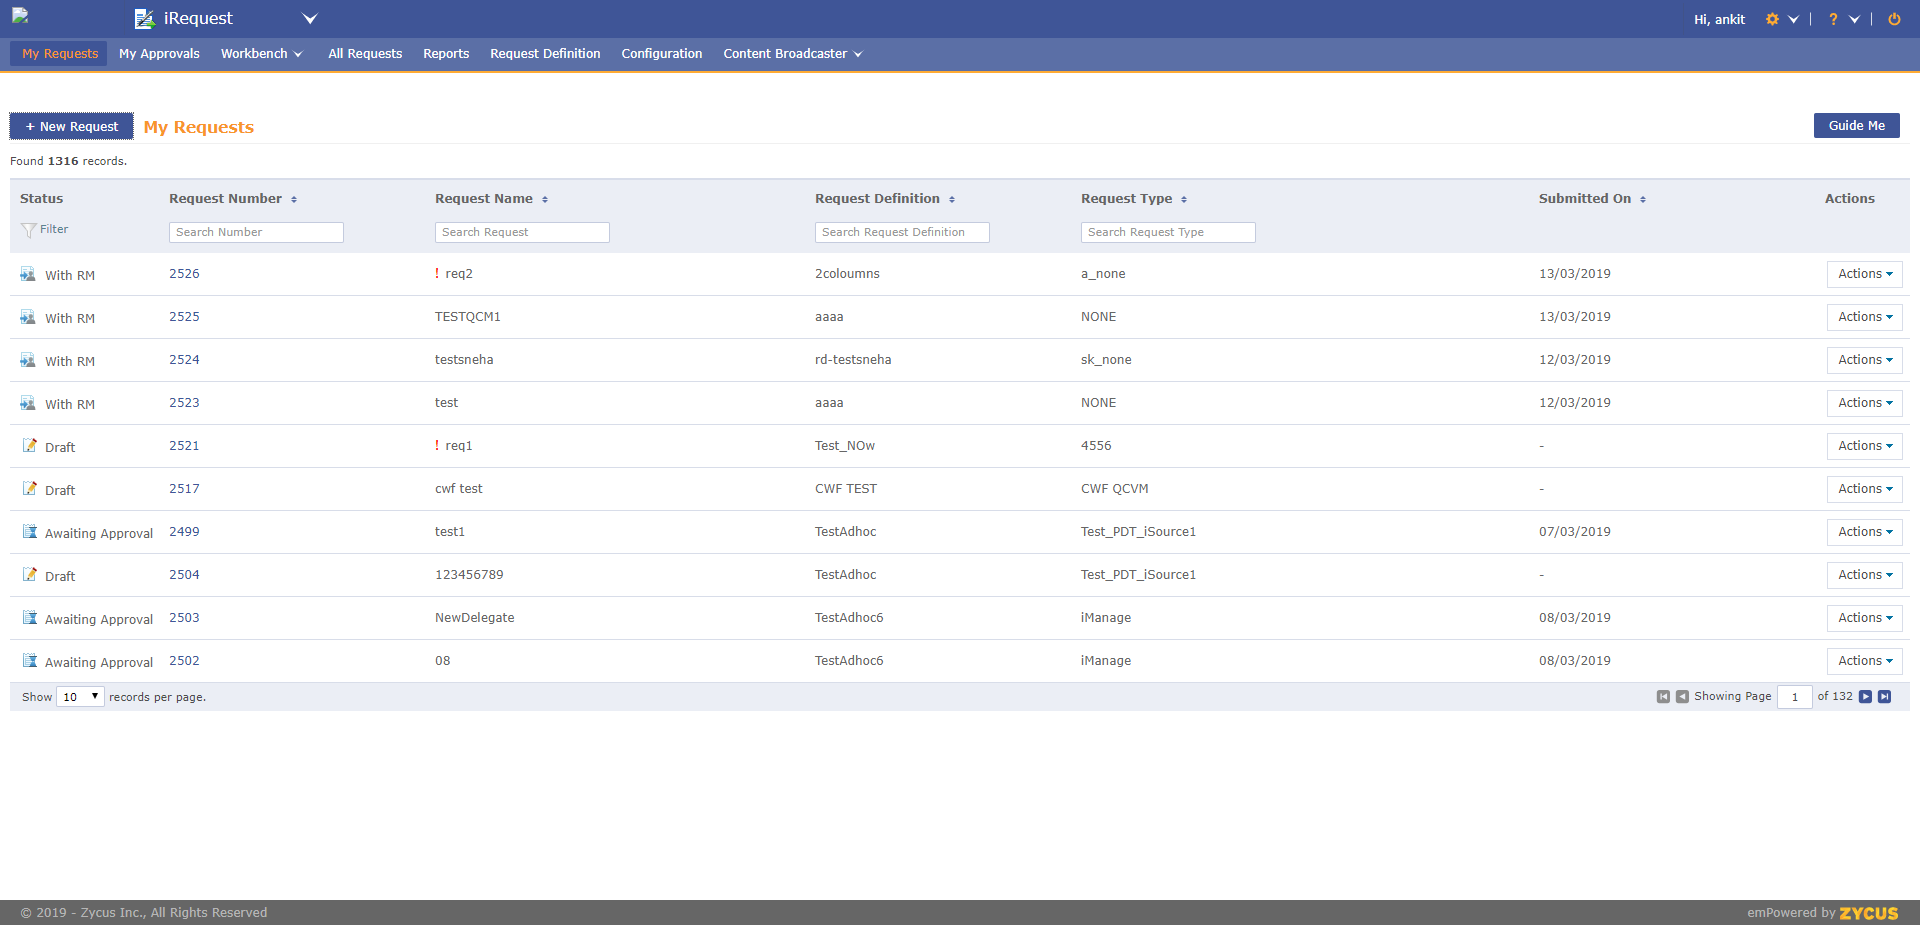 iRequest Hi, ankit ?
My Requests My Approvals Workbench All Requests Reports Request Definition Configuration Content Broadcaster
+ New Request My Requests Guide Me
Found 1316 records.
Status Request Number Request Name Request Definition Request Type Submitted On Actions
Filter Search Number Search Request Search Request Definition Search Request Type
With RM 2526 ! req2 2coloumns a_none 13/03/2019 Actions
With RM 2525 TESTQCM1 aaaa NONE 13/03/2019 Actions
With RM 2524 testsneha rd-testsneha sk_none 12/03/2019 Actions
With RM 2523 test aaaa NONE 12/03/2019 Actions
Draft 2521 ! req1 Test_NOw 4556 - Actions
Draft 2517 cwf test CWF TEST CWF QCVM - Actions
Awaiting Approval 2499 test1 TestAdhoc Test_PDT_iSource1 07/03/2019 Actions
Draft 2504 123456789 TestAdhoc Test_PDT_iSource1 - Actions
Awaiting Approval 2503 NewDelegate TestAdhoc6 iManage 08/03/2019 Actions
Awaiting Approval 2502 08 TestAdhoc6 iManage 08/03/2019 Actions
Show 10 records per page. Showing Page 1 of 132
© 2019 - Zycus Inc., All Rights Reserved emPowered by ZYCUS